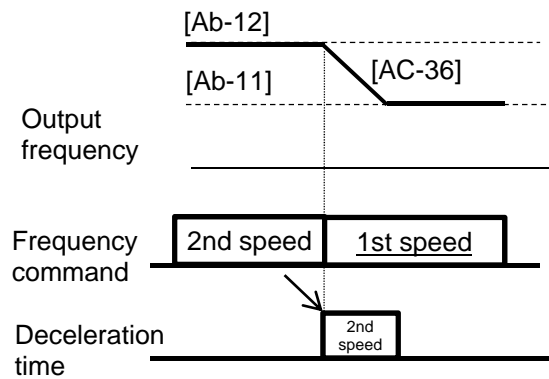 [Ab-12]
[Ab-11]
[AC-36]
Output
frequency
Frequency
command
2nd speed
1st speed
Deceleration
time
2nd
speed